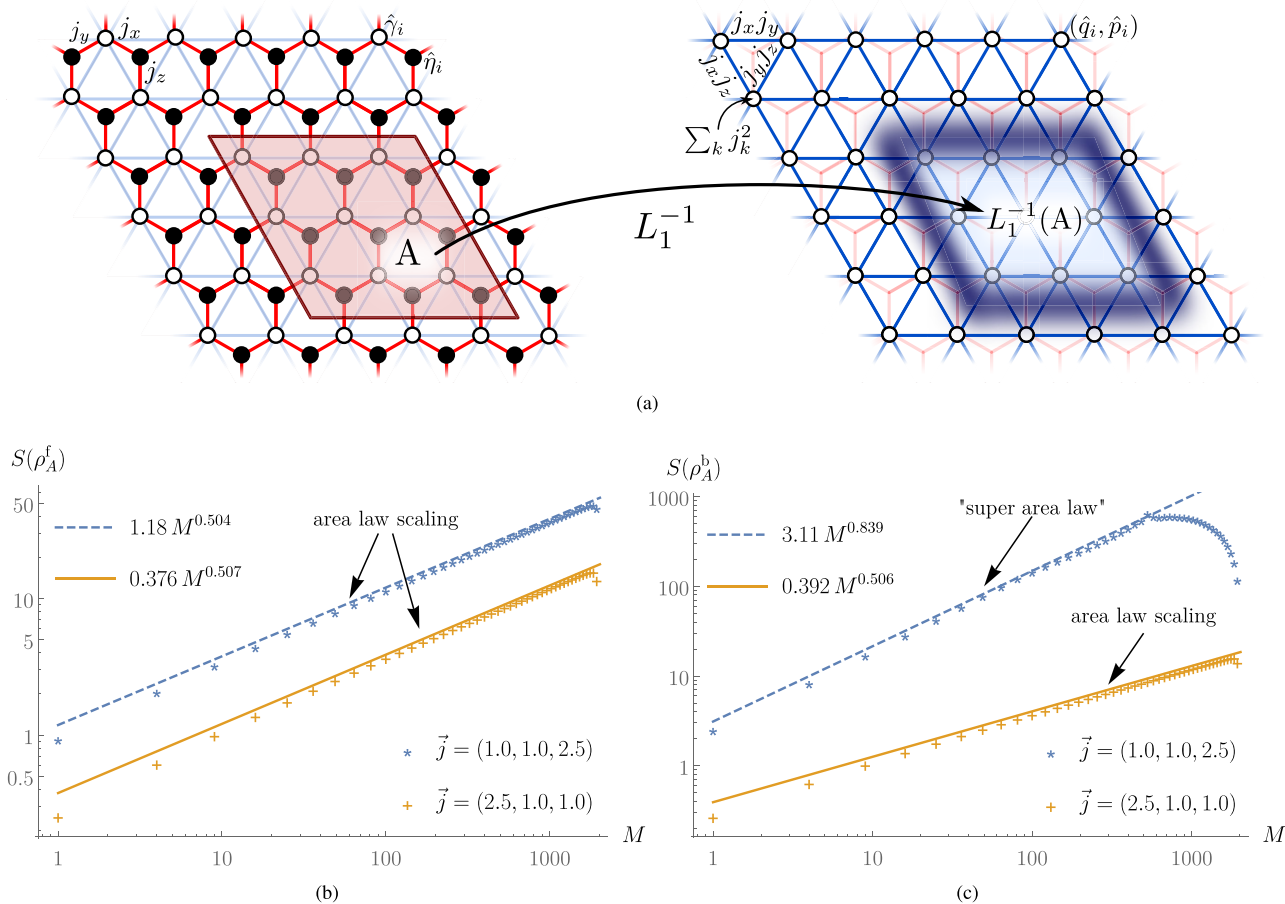 j_y j_x γ̂_i
η̂_i
j_z
A
L_1^{-1}
j_x j_y (q̂_i, p̂_i)
j_x j_z j_y j_z
∑_k j_k^2
L_1^{-1}(A)
(a)
S(ρ_A^f)
50
10
5
1
0.5
1.18 M^{0.504}
0.376 M^{0.507}
area law scaling
j⃗ = (1.0, 1.0, 2.5)
j⃗ = (2.5, 1.0, 1.0)
1 10 100 1000 M
(b)
S(ρ_A^b)
1000
100
10
1
3.11 M^{0.839}
0.392 M^{0.506}
"super area law"
area law scaling
j⃗ = (1.0, 1.0, 2.5)
j⃗ = (2.5, 1.0, 1.0)
1 10 100 1000 M
(c)